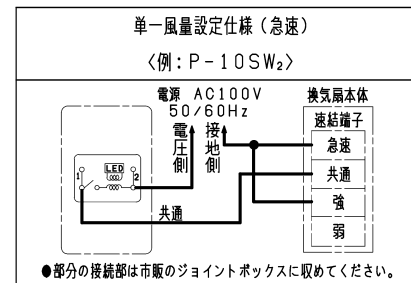 単一風量設定仕様（急速）
〈例：P－10SW₂〉
電源 AC100V
50/60Hz
換気扇本体
速結端子
電圧側
接地側
急速
LED
共通
1
2
強
共通
弱
●部分の接続部は市販のジョイントボックスに収めてください。